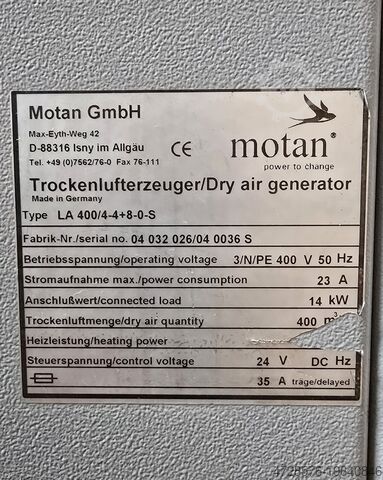 Motan GmbH
Max-Eyth-Weg 42
D-88316 Isny im Allgäu
Tel. +49 (0)7562/76-0 Fax 76-111
CE
motan®
power to change
Trockenlufterzeuger/Dry air generator
Made in Germany
Type LA 400/4-4+8-0-S
Fabrik-Nr./serial no. 04 032 026/04 0036 S
Betriebsspannung/operating voltage 3/N/PE 400 V 50 Hz
Stromaufnahme max./power consumption 23 A
Anschlußwert/connected load 14 kW
Trockenluftmenge/dry air quantity 400 m³
Heizleistung/heating power
Steuerspannung/control voltage 24 V DC Hz
35 A träge/delayed